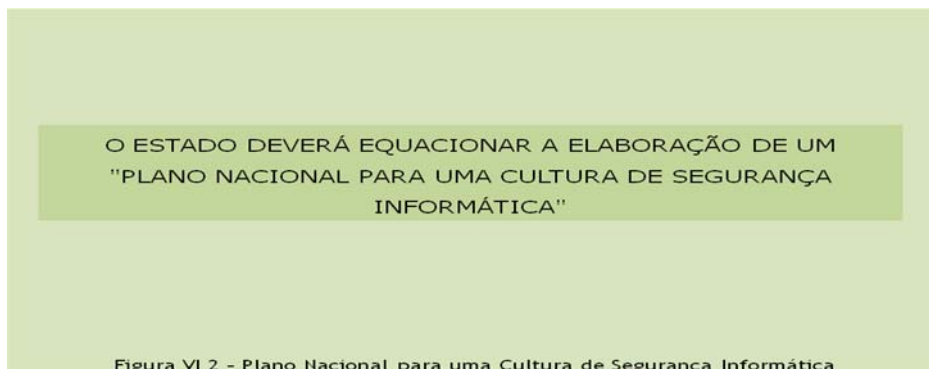 O ESTADO DEVERÁ EQUACIONAR A ELABORAÇÃO DE UM
"PLANO NACIONAL PARA UMA CULTURA DE SEGURANÇA
INFORMÁTICA"
Figura VI.2 - Plano Nacional para uma Cultura de Segurança Informática